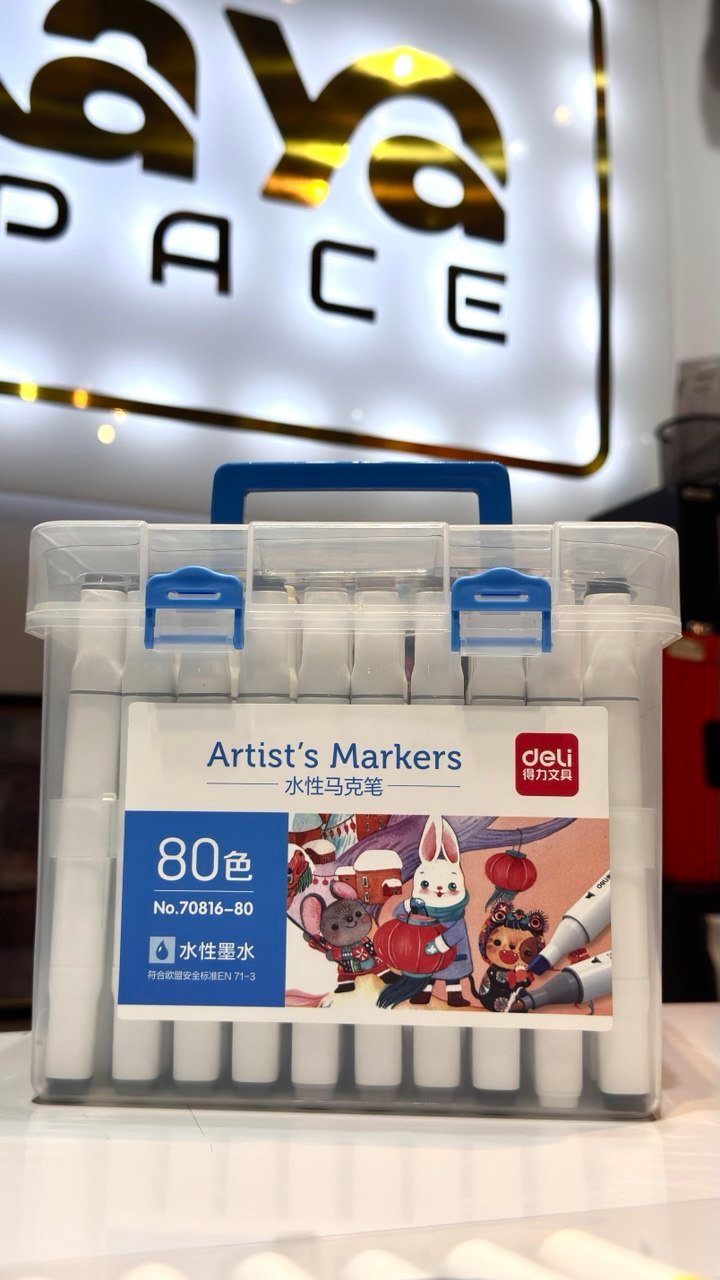 aya
PACE
Artist's Markers
水性马克笔
deli
得力文具
80色
No.70816-80
水性墨水
符合欧盟安全标准EN 71-3
deli